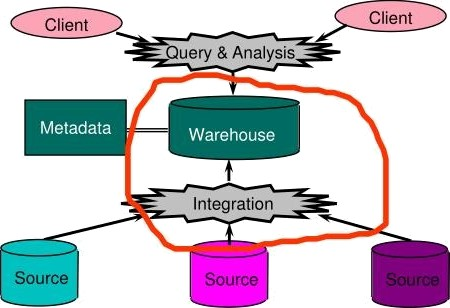 Client
Client
Query & Analysis
Metadata
Warehouse
Integration
Source
Source
Source